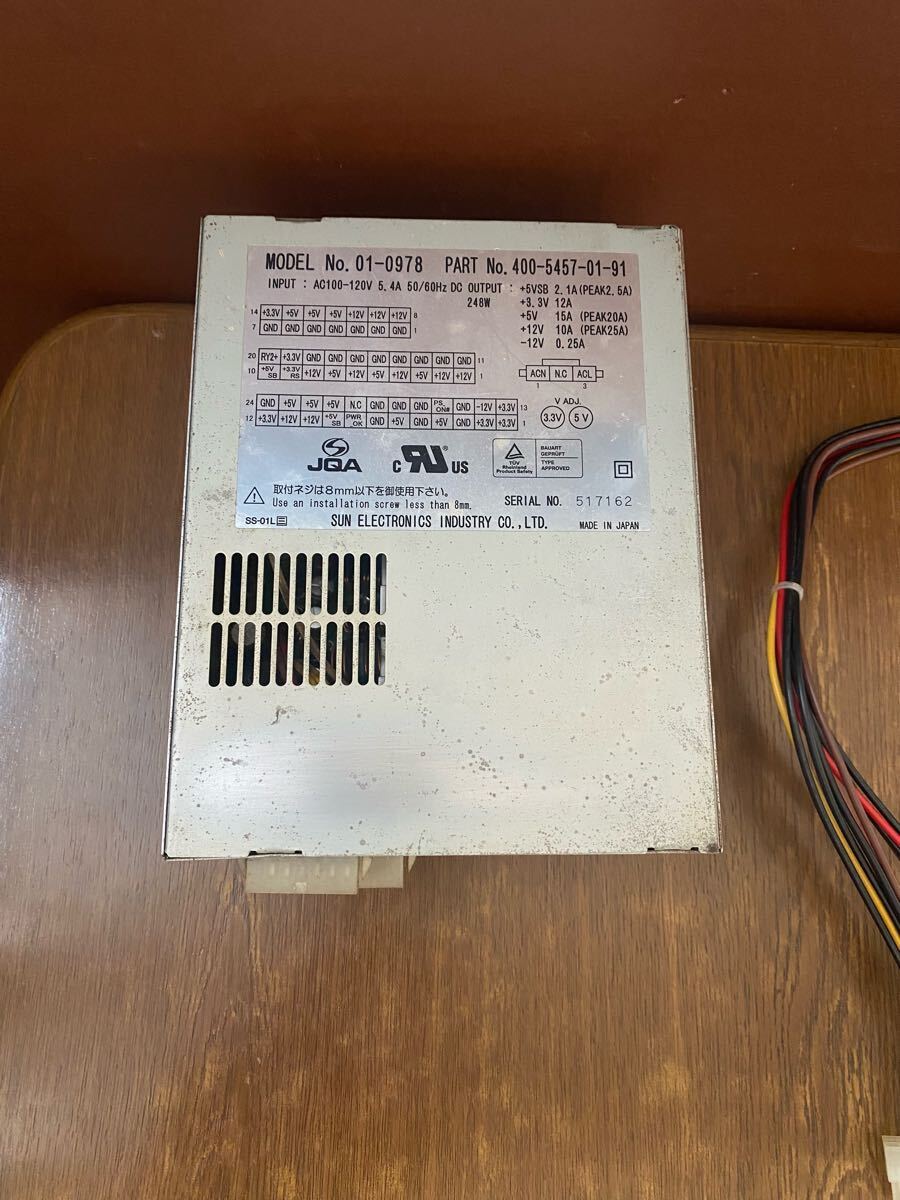 MODEL No. 01-0978 PART No. 400-5457-01-91
INPUT : AC100-120V 5.4A 50/60Hz DC OUTPUT : +5VSB 2.1A(PEAK2.5A)
248W +3.3V 12A
+5V 15A (PEAK20A)
+12V 10A (PEAK25A)
-12V 0.25A
14 +3.3V +5V +5V +5V +12V +12V +12V 8
7 GND GND GND GND GND GND GND 1
20 RY2+ +3.3V GND GND GND GND GND GND GND GND 11
10 +5V SB +3.3V RS +12V +5V +12V +5V +12V +5V +12V +12V 1
ACN N.C ACL
1 3
24 GND +5V +5V +5V N.C GND GND GND PS_ON# GND -12V +3.3V 13
12 +3.3V +12V +12V +5V SB PWR_OK GND +5V GND +5V GND +3.3V +3.3V 1
V ADJ.
3.3V 5V
JQA
c RU US
TÜV Rheinland Product Safety
BAUART GEPRÜFT
TYPE APPROVED
取付ネジは8mm以下を御使用下さい。
Use an installation screw less than 8mm.
SERIAL NO. 517162
SS-01L
SUN ELECTRONICS INDUSTRY CO.,LTD.
MADE IN JAPAN